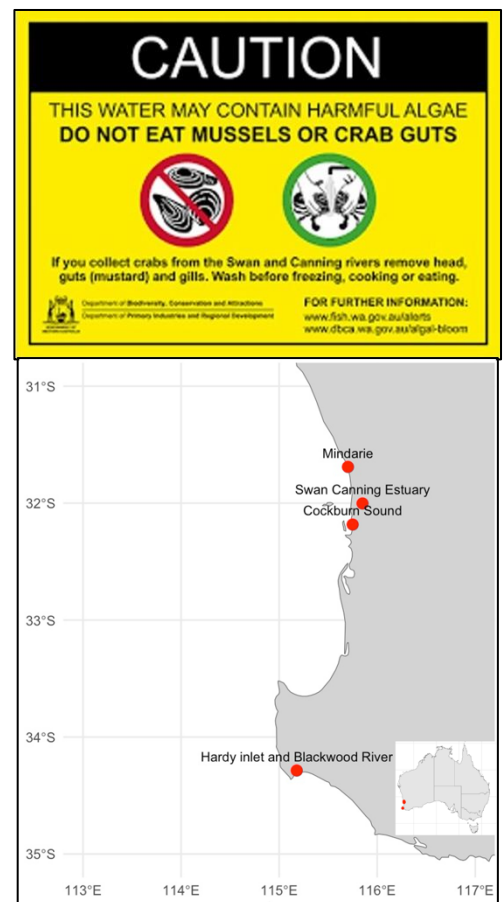 CAUTION
THIS WATER MAY CONTAIN HARMFUL ALGAE
DO NOT EAT MUSSELS OR CRAB GUTS
If you collect crabs from the Swan and Canning rivers remove head,
guts (mustard) and gills. Wash before freezing, cooking or eating.
Department of Biodiversity, Conservation and Attractions
Department of Primary Industries and Regional Development
FOR FURTHER INFORMATION:
www.fish.wa.gov.au/alerts
www.dbca.wa.gov.au/algal-bloom
31°S
Mindarie
Swan Canning Estuary
32°S
Cockburn Sound
33°S
34°S
Hardy inlet and Blackwood River
35°S
113°E 114°E 115°E 116°E 117°E